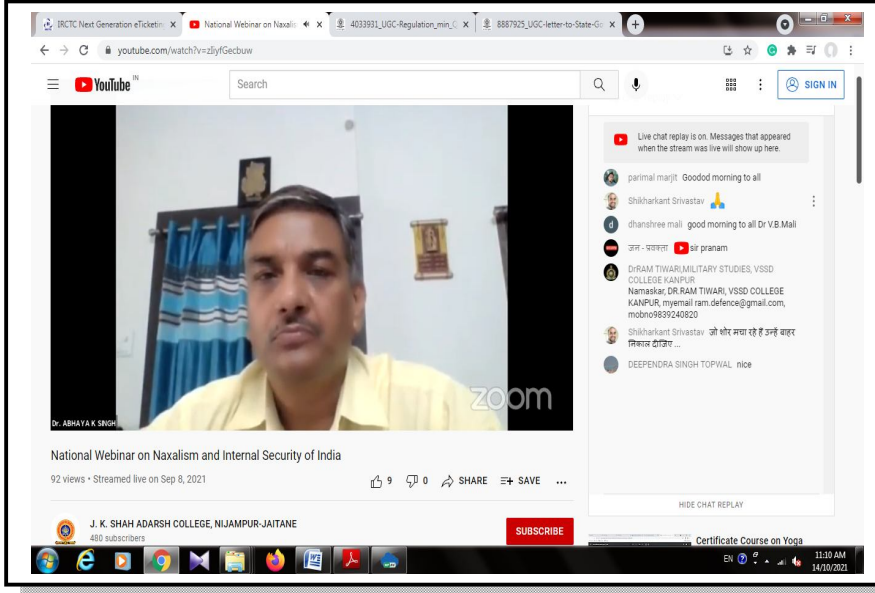 IRCTC Next Generation eTicketing
National Webinar on Naxalis
4033931_UGC-Regulation_min_
8887925_UGC-letter-to-State-Go
youtube.com/watch?v=zliyfGecbuw
YouTube IN
Search
SIGN IN
Live chat replay is on. Messages that appeared
when the stream was live will show up here.
parimal marjit Goodod morning to all
Shikharkant Srivastav
dhanshree mali good morning to all Dr V.B.Mali
जन - प्रवक्ता sir pranam
DrRAM TIWARI,MILITARY STUDIES, VSSD
COLLEGE KANPUR
Namaskar, DR.RAM TIWARI, VSSD COLLEGE
KANPUR, myemail ram.defence@gmail.com,
mobno9839240820
Shikharkant Srivastav जो शोर मचा रहे हैं उन्हें बाहर
निकाल दीजिए ...
DEEPENDRA SINGH TOPWAL nice
HIDE CHAT REPLAY
zoom
Dr. ABHAYA K SINGH
National Webinar on Naxalism and Internal Security of India
92 views • Streamed live on Sep 8, 2021
9 0 SHARE SAVE ...
J. K. SHAH ADARSH COLLEGE, NIJAMPUR-JAITANE
480 subscribers
SUBSCRIBE
Certificate Course on Yoga
EN
11:10 AM
14/10/2021